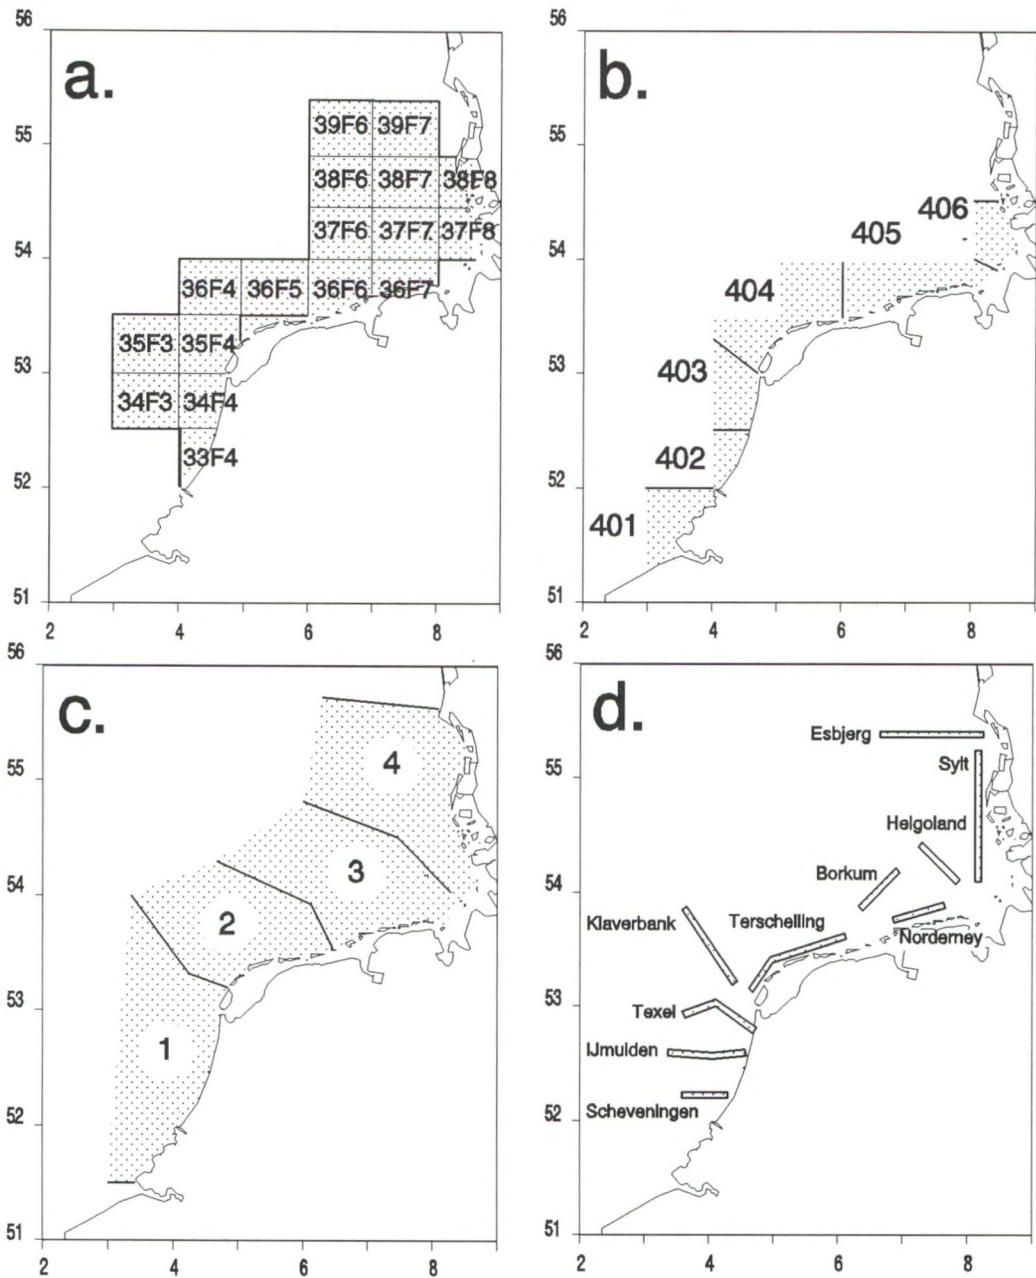 a.
56
55
54
53
52
51
2
4
6
8
39F6 39F7
38F6 38F7 38F8
37F6 37F7 37F8
36F4 36F5 36F6 36F7
35F3 35F4
34F3 34F4
33F4
b.
406
405
404
403
402
401
56
55
54
53
52
51
2
4
6
8
c.
56
55
54
53
52
51
2
4
6
8
4
3
2
1
d.
56
55
54
53
52
51
2
4
6
8
Esbjerg
Sylt
Helgoland
Borkum
Klaverbank
Terschelling
Norderney
Texel
IJmuiden
Scheveningen